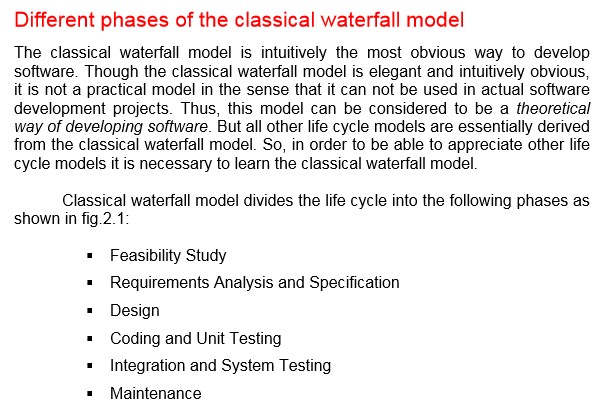 Different phases of the classical waterfall model
The classical waterfall model is intuitively the most obvious way to develop
software. Though the classical waterfall model is elegant and intuitively obvious,
it is not a practical model in the sense that it can not be used in actual software
development projects. Thus, this model can be considered to be a theoretical
way of developing software. But all other life cycle models are essentially derived
from the classical waterfall model. So, in order to be able to appreciate other life
cycle models it is necessary to learn the classical waterfall model.
Classical waterfall model divides the life cycle into the following phases as
shown in fig.2.1:
▪ Feasibility Study
▪ Requirements Analysis and Specification
▪ Design
▪ Coding and Unit Testing
▪ Integration and System Testing
▪ Maintenance